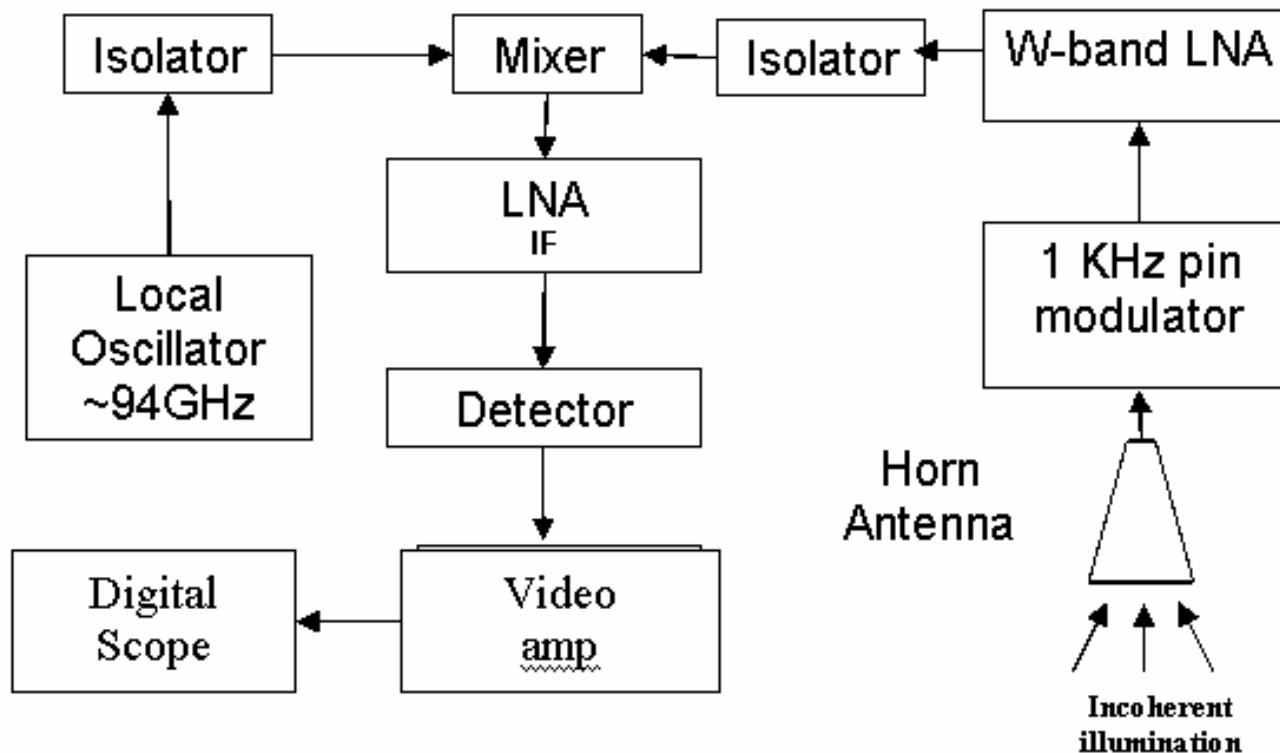 Isolator
Mixer
Isolator
W-band LNA
LNA
IF
1 KHz pin
modulator
Local
Oscillator
~94GHz
Detector
Horn
Antenna
Digital
Scope
Video
amp
Incoherent
illumination